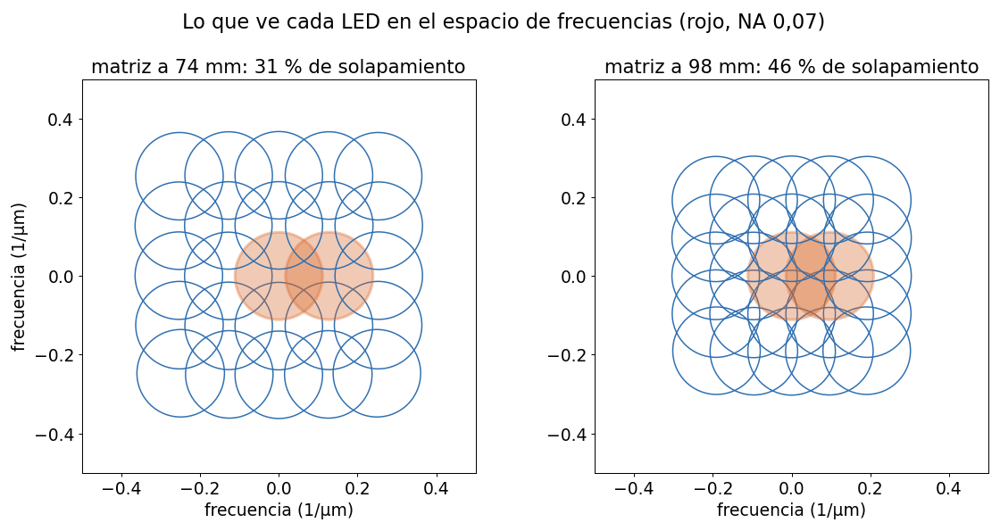 Lo que ve cada LED en el espacio de frecuencias (rojo, NA 0,07)
matriz a 74 mm: 31 % de solapamiento
0.4
0.2
0.0
−0.2
−0.4
frecuencia (1/µm)
−0.4 −0.2 0.0 0.2 0.4
frecuencia (1/µm)
matriz a 98 mm: 46 % de solapamiento
0.4
0.2
0.0
−0.2
−0.4
−0.4 −0.2 0.0 0.2 0.4
frecuencia (1/µm)